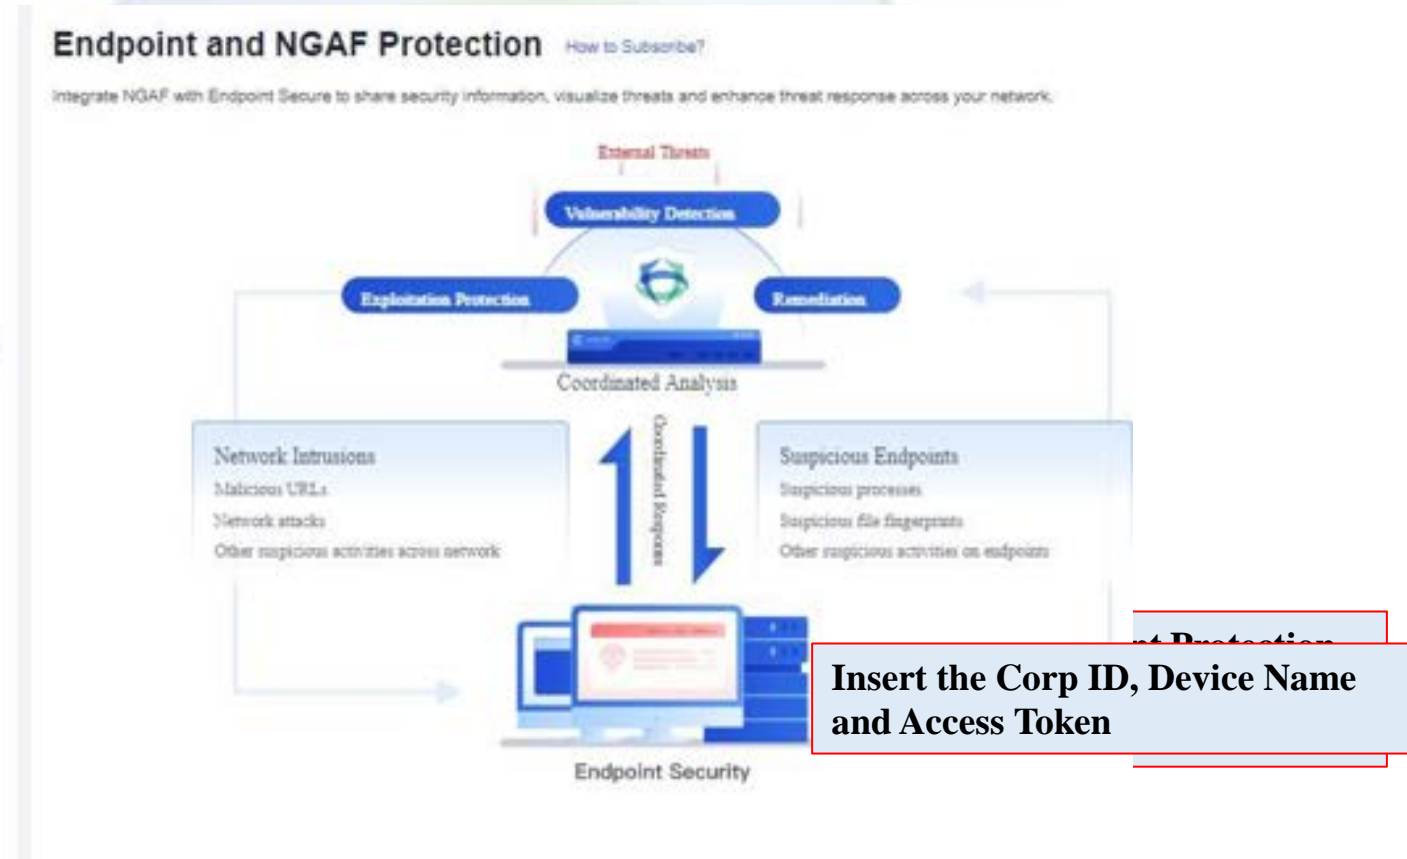 Endpoint and NGAF Protection How to Subscribe?
Integrate NGAF with Endpoint Secure to share security information, visualize threats and enhance threat response across your network.
External Threats
Vulnerability Detection
Exploitation Protection
Remediation
Coordinated Analysis
Coordinated Response
Network Intrusions
Malicious URLs
Network attacks
Other suspicious activities across network
Suspicious Endpoints
Suspicious processes
Suspicious file fingerprints
Other suspicious activities on endpoints
Protection
Insert the Corp ID, Device Name
and Access Token
Endpoint Security